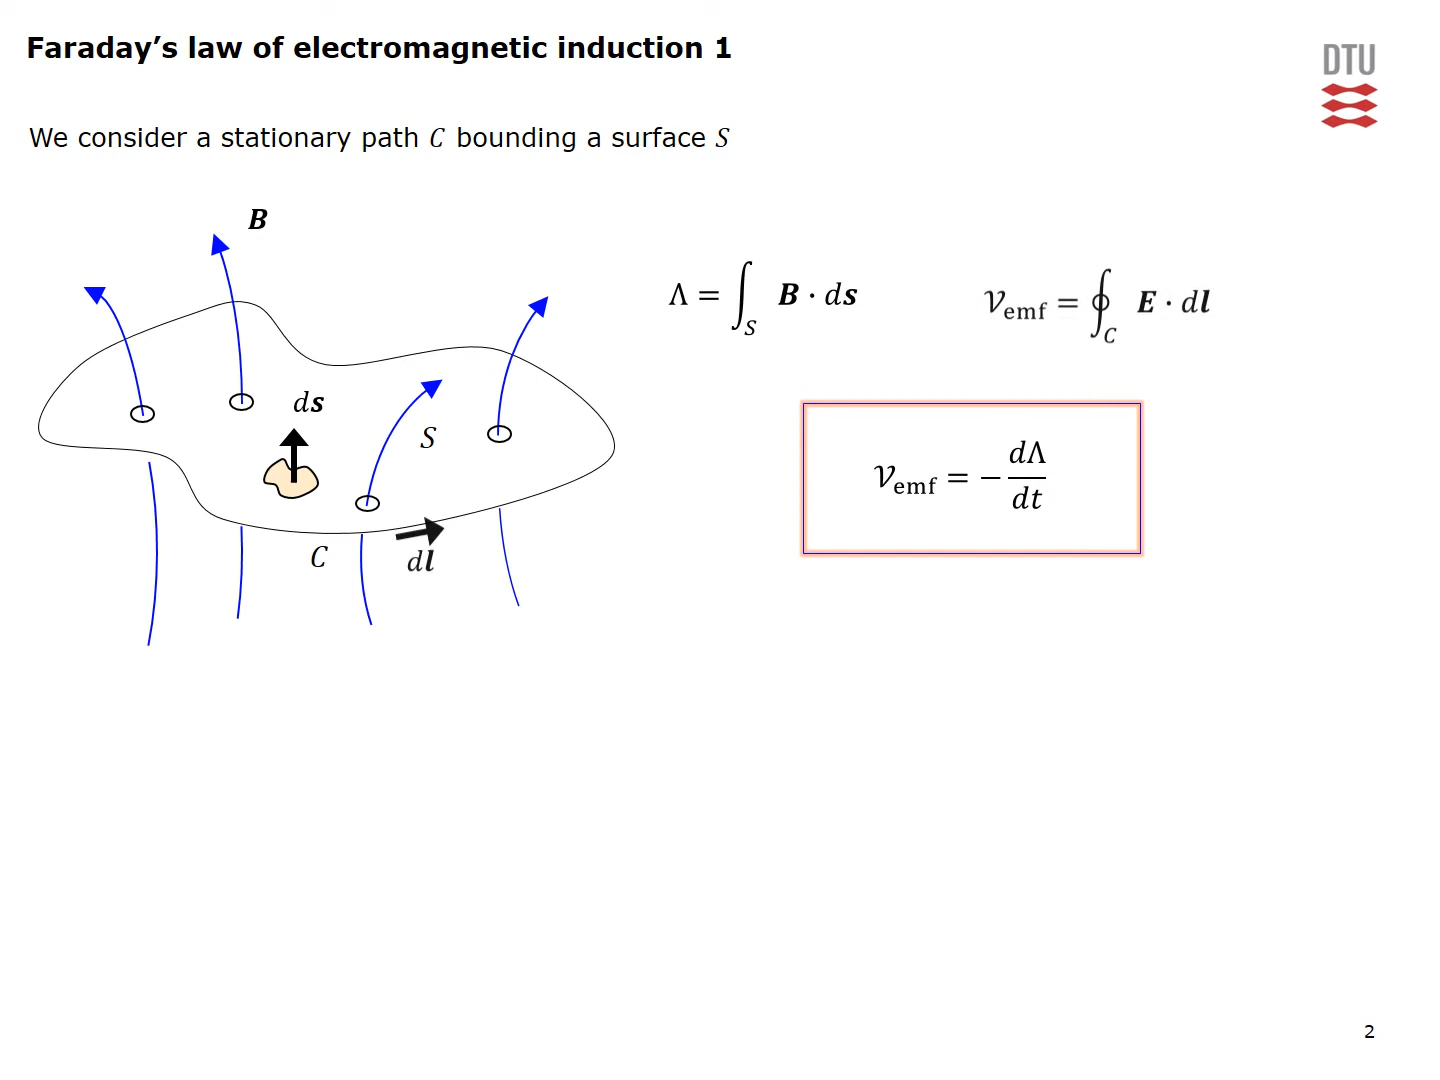 Faraday’s law of electromagnetic induction 1
DTU
We consider a stationary path C bounding a surface S
B
Λ = ∫_S B · ds
𝒱_emf = ∮_C E · dl
ds
S
𝒱_emf = − dΛ/dt
C
dl
2